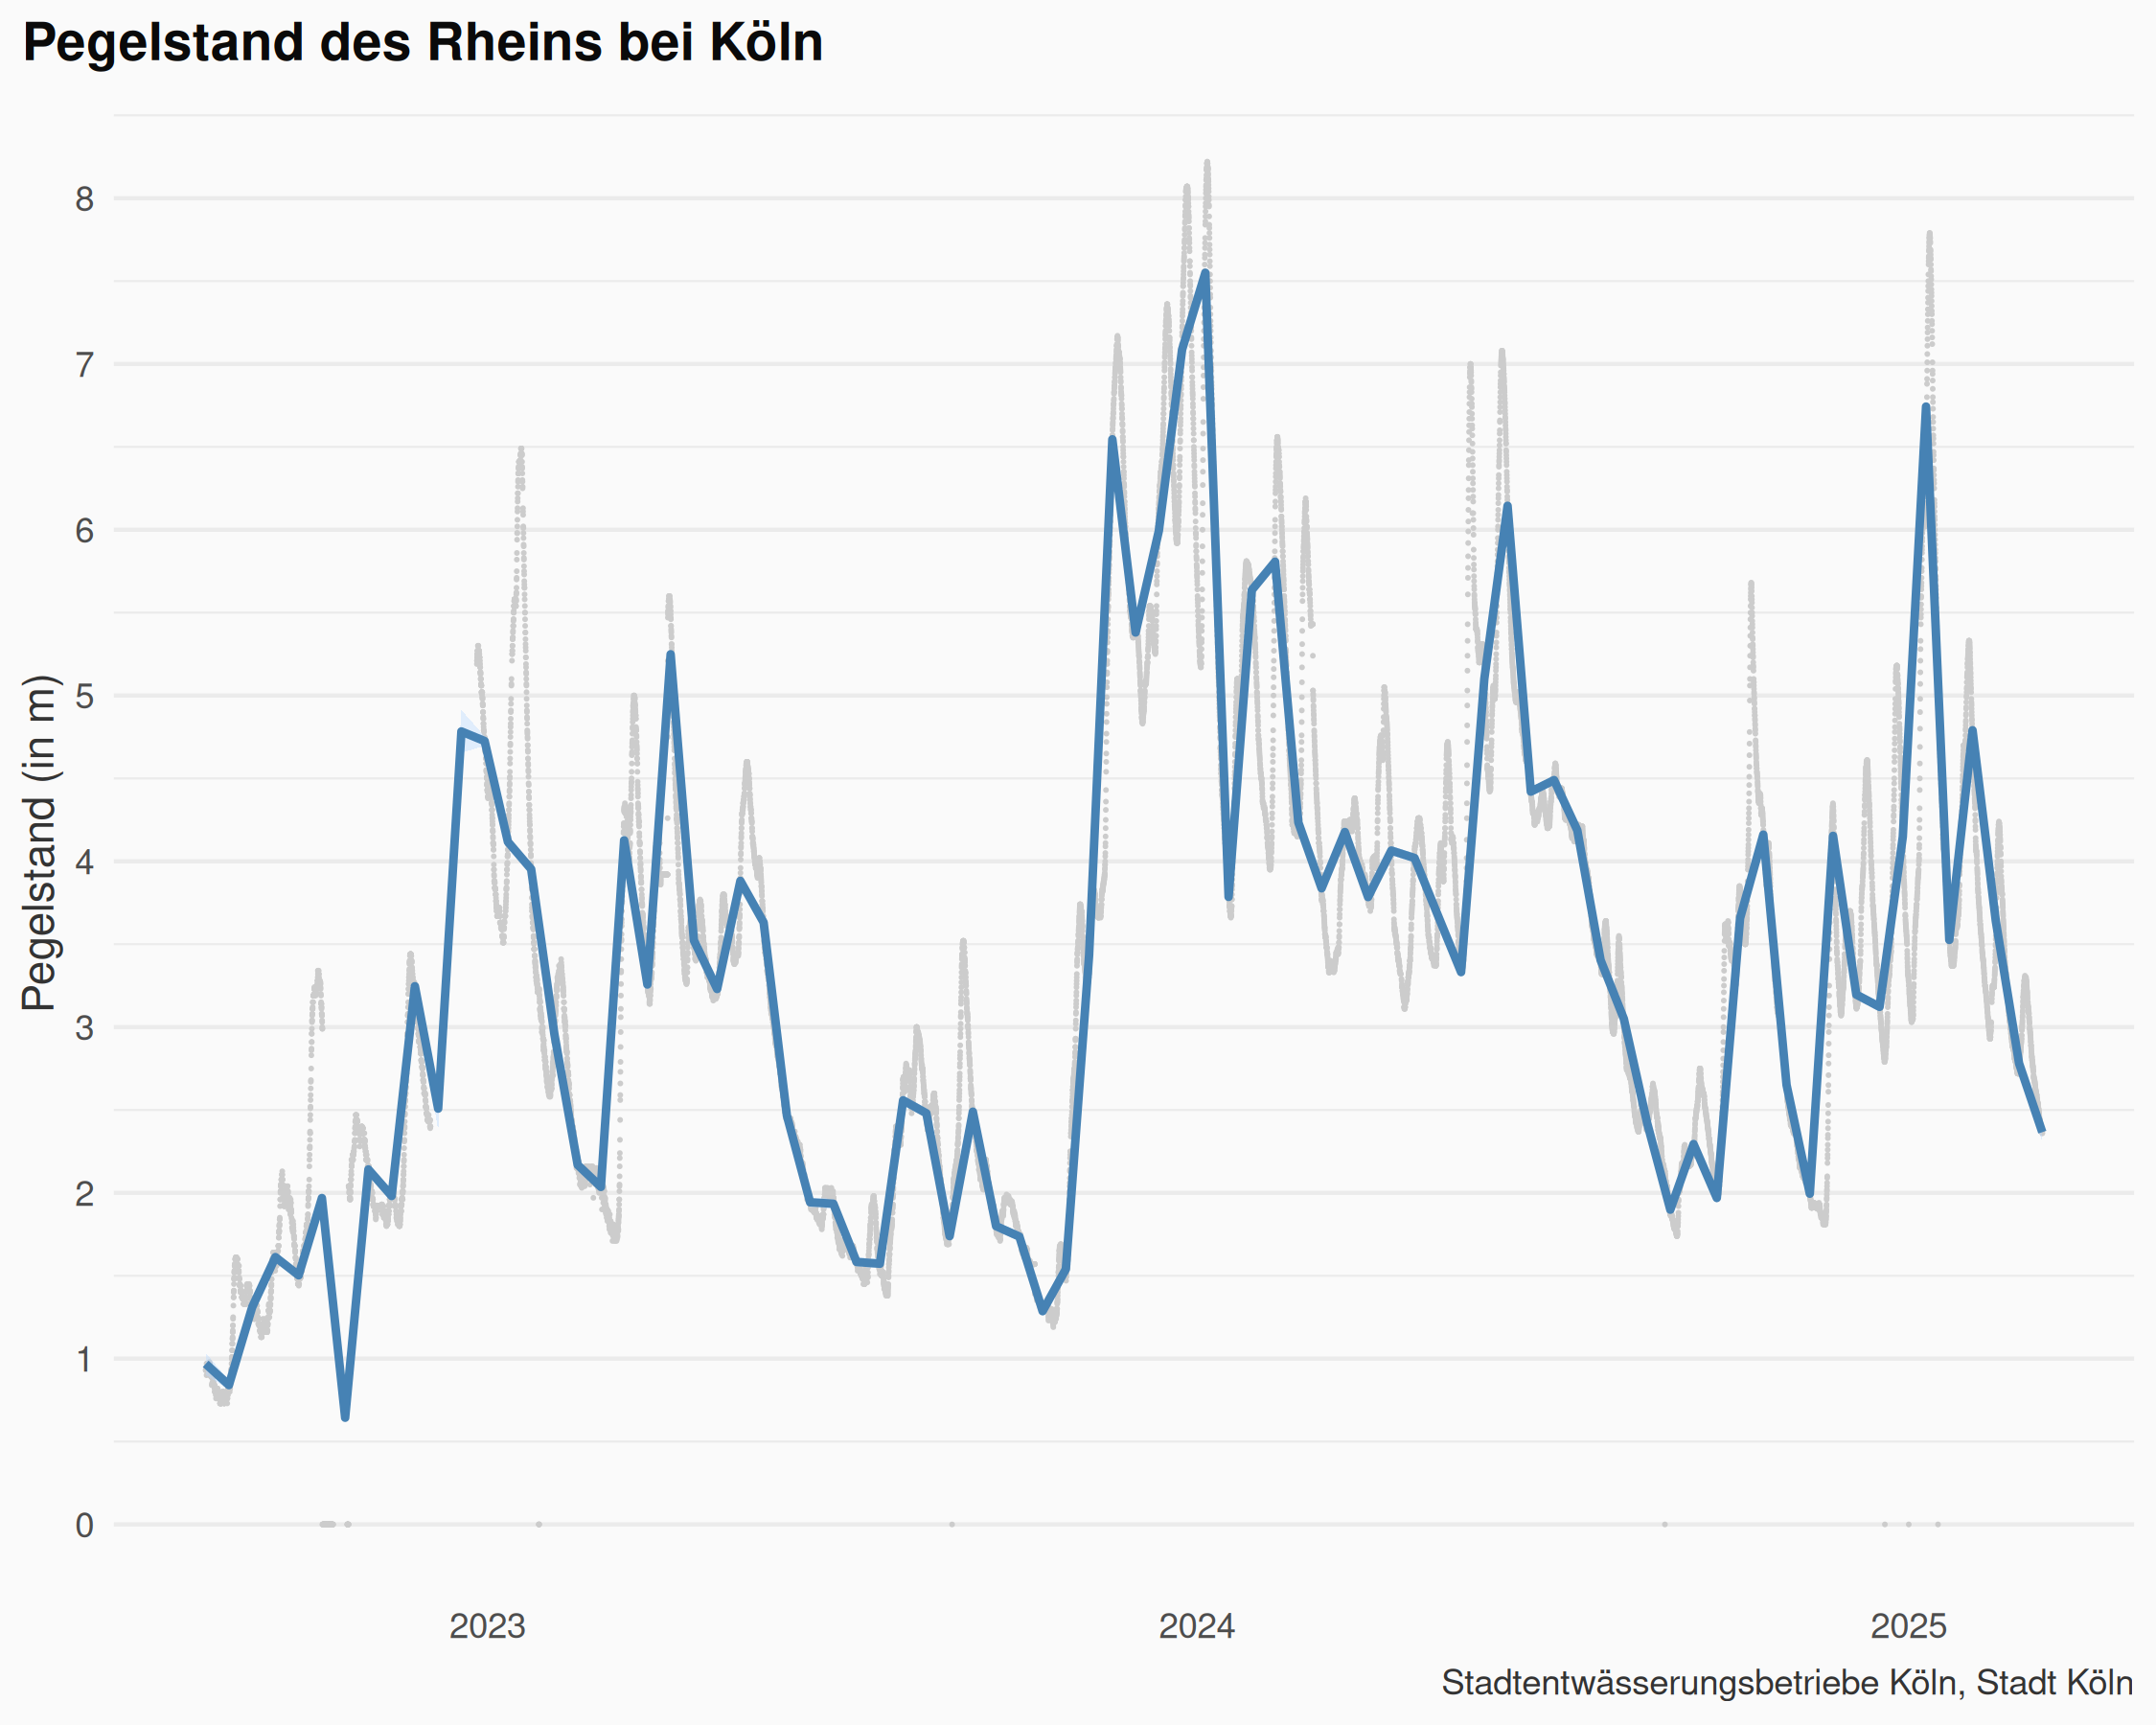 Pegelstand des Rheins bei Köln
Pegelstand (in m)
8
7
6
5
4
3
2
1
0
2023 2024 2025
Stadtentwässerungsbetriebe Köln, Stadt Köln